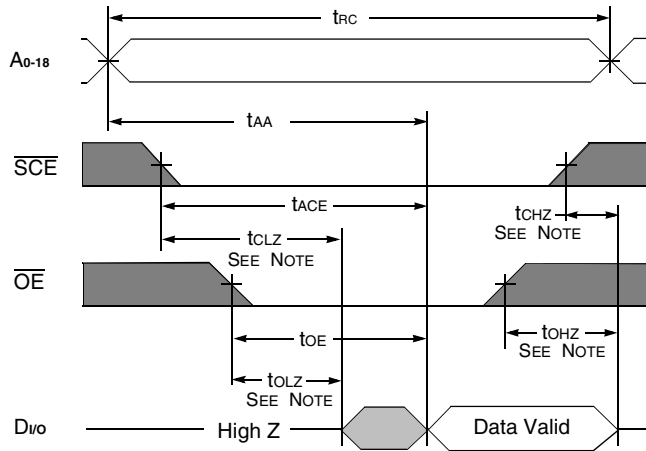 tRC
A0-18
tAA
SCE
tACE
tCHZ
SEE NOTE
tCLZ
SEE NOTE
OE
tOE
tOHZ
SEE NOTE
tOLZ
SEE NOTE
DI/O
High Z
Data Valid